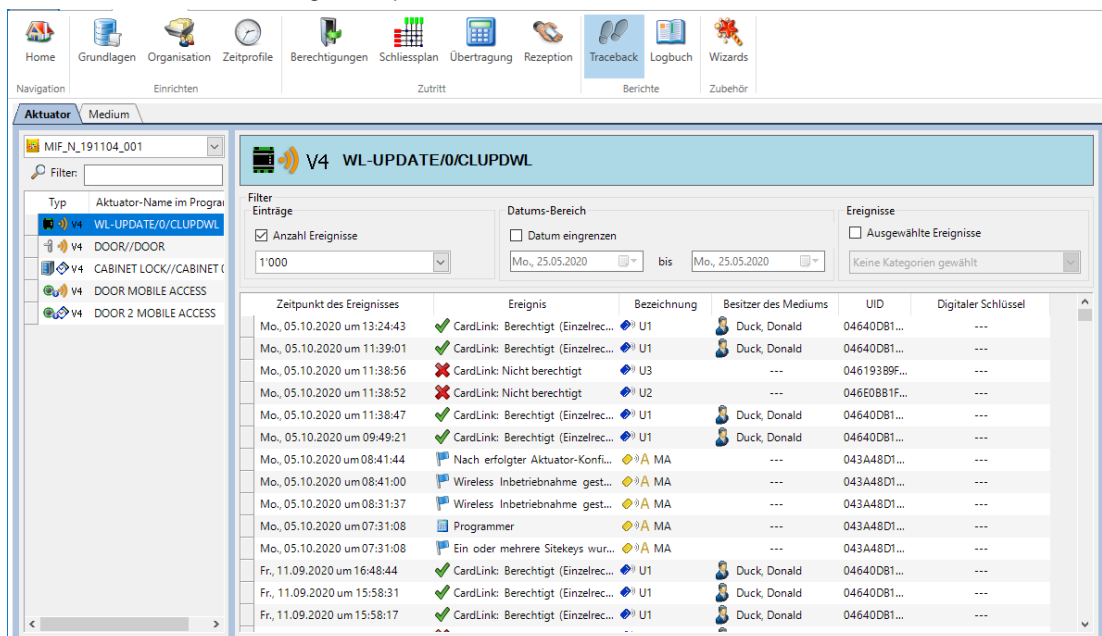 Home Grundlagen Organisation Zeitprofile Berechtigungen Schliessplan Übertragung Rezeption Traceback Logbuch Wizards
Navigation Einrichten Zutritt Berichte Zubehör
Aktuator Medium
MIF_N_191104_001
Filter:
Typ Aktuator-Name im Prograi
V4 WL-UPDATE/0/CLUPDWL
V4 DOOR//DOOR
V4 CABINET LOCK//CABINET (
V4 DOOR MOBILE ACCESS
V4 DOOR 2 MOBILE ACCESS
V4 WL-UPDATE/0/CLUPDWL
Filter
Einträge Datums-Bereich Ereignisse
Anzahl Ereignisse Datum eingrenzen Ausgewählte Ereignisse
1'000 Mo., 25.05.2020 bis Mo., 25.05.2020 Keine Kategorien gewählt
Zeitpunkt des Ereignisses Ereignis Bezeichnung Besitzer des Mediums UID Digitaler Schlüssel
Mo., 05.10.2020 um 13:24:43 CardLink: Berechtigt (Einzelrec... U1 Duck, Donald 04640DB1... ---
Mo., 05.10.2020 um 11:39:01 CardLink: Berechtigt (Einzelrec... U1 Duck, Donald 04640DB1... ---
Mo., 05.10.2020 um 11:38:56 CardLink: Nicht berechtigt U3 --- 046193B9F... ---
Mo., 05.10.2020 um 11:38:52 CardLink: Nicht berechtigt U2 --- 046E0BB1F... ---
Mo., 05.10.2020 um 11:38:47 CardLink: Berechtigt (Einzelrec... U1 Duck, Donald 04640DB1... ---
Mo., 05.10.2020 um 09:49:21 CardLink: Berechtigt (Einzelrec... U1 Duck, Donald 04640DB1... ---
Mo., 05.10.2020 um 08:41:44 Nach erfolgter Aktuator-Konfi... A MA --- 043A48D1... ---
Mo., 05.10.2020 um 08:41:00 Wireless Inbetriebnahme gest... A MA --- 043A48D1... ---
Mo., 05.10.2020 um 08:31:37 Wireless Inbetriebnahme gest... A MA --- 043A48D1... ---
Mo., 05.10.2020 um 07:31:08 Programmer A MA --- 043A48D1... ---
Mo., 05.10.2020 um 07:31:08 Ein oder mehrere Sitekeys wur... A MA --- 043A48D1... ---
Fr., 11.09.2020 um 16:48:44 CardLink: Berechtigt (Einzelrec... U1 Duck, Donald 04640DB1... ---
Fr., 11.09.2020 um 15:58:31 CardLink: Berechtigt (Einzelrec... U1 Duck, Donald 04640DB1... ---
Fr., 11.09.2020 um 15:58:17 CardLink: Berechtigt (Einzelrec... U1 Duck, Donald 04640DB1... ---